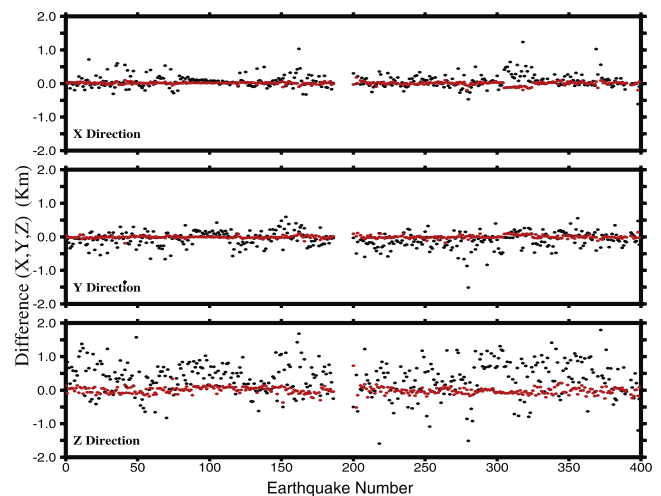 2.0
1.0
0.0
-1.0
-2.0
X Direction
2.0
1.0
0.0
-1.0
-2.0
Y Direction
2.0
1.0
0.0
-1.0
-2.0
Z Direction
Difference (X,Y,Z) (Km)
0 50 100 150 200 250 300 350 400
Earthquake Number